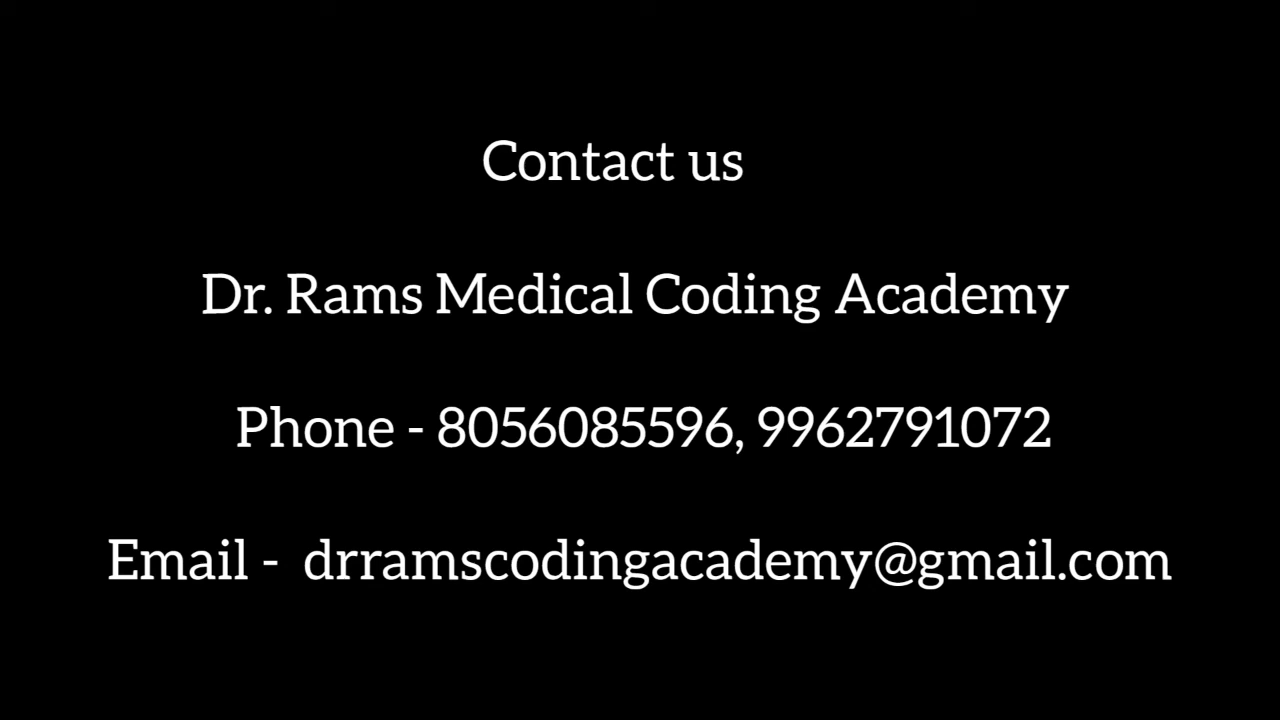 Contact us
Dr. Rams Medical Coding Academy
Phone - 8056085596, 9962791072
Email -  drramscodingacademy@gmail.com